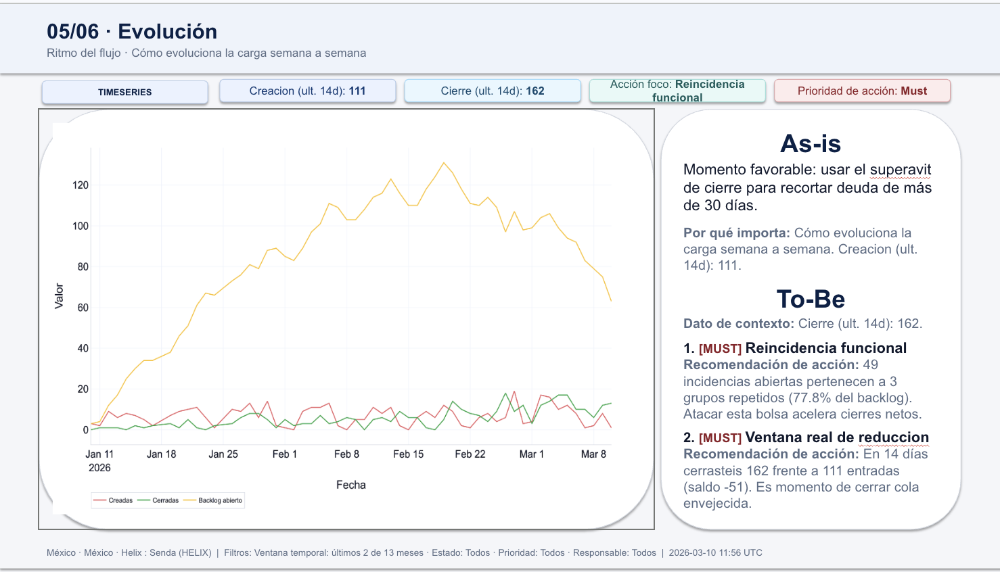 05/06 · Evolución
Ritmo del flujo · Cómo evoluciona la carga semana a semana
TIMESERIES
Creacion (ult. 14d): 111
Cierre (ult. 14d): 162
Acción foco: Reincidencia
funcional
Prioridad de acción: Must
120
100
80
60
40
20
0
Valor
Jan 11
2026
Jan 18
Jan 25
Feb 1
Feb 8
Feb 15
Feb 22
Mar 1
Mar 8
Fecha
Creadas
Cerradas
Backlog abierto
As-is
Momento favorable: usar el superavit
de cierre para recortar deuda de más
de 30 días.
Por qué importa: Cómo evoluciona la
carga semana a semana. Creacion (ult.
14d): 111.
To-Be
Dato de contexto: Cierre (ult. 14d): 162.
1. [MUST] Reincidencia funcional
Recomendación de acción: 49
incidencias abiertas pertenecen a 3
grupos repetidos (77.8% del backlog).
Atacar esta bolsa acelera cierres netos.
2. [MUST] Ventana real de reduccion
Recomendación de acción: En 14 días
cerrasteis 162 frente a 111 entradas
(saldo -51). Es momento de cerrar cola
envejecida.
México · México · Helix : Senda (HELIX) | Filtros: Ventana temporal: últimos 2 de 13 meses · Estado: Todos · Prioridad: Todos · Responsable: Todos | 2026-03-10 11:56 UTC